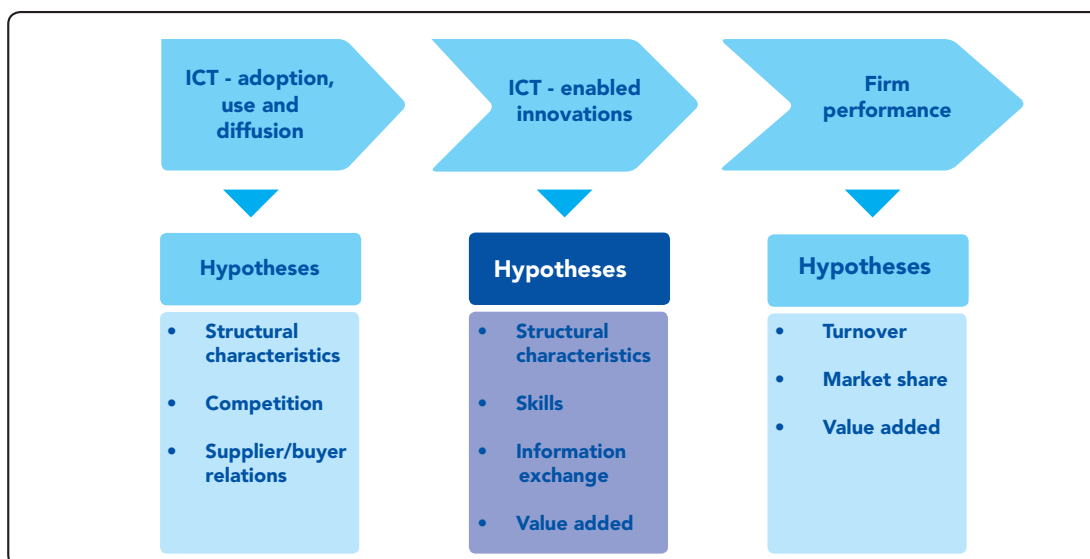 ICT - adoption,
use and
diffusion
ICT - enabled
innovations
Firm
performance
Hypotheses
• Structural
characteristics
• Competition
• Supplier/buyer
relations
Hypotheses
• Structural
characteristics
• Skills
• Information
exchange
• Value added
Hypotheses
• Turnover
• Market share
• Value added